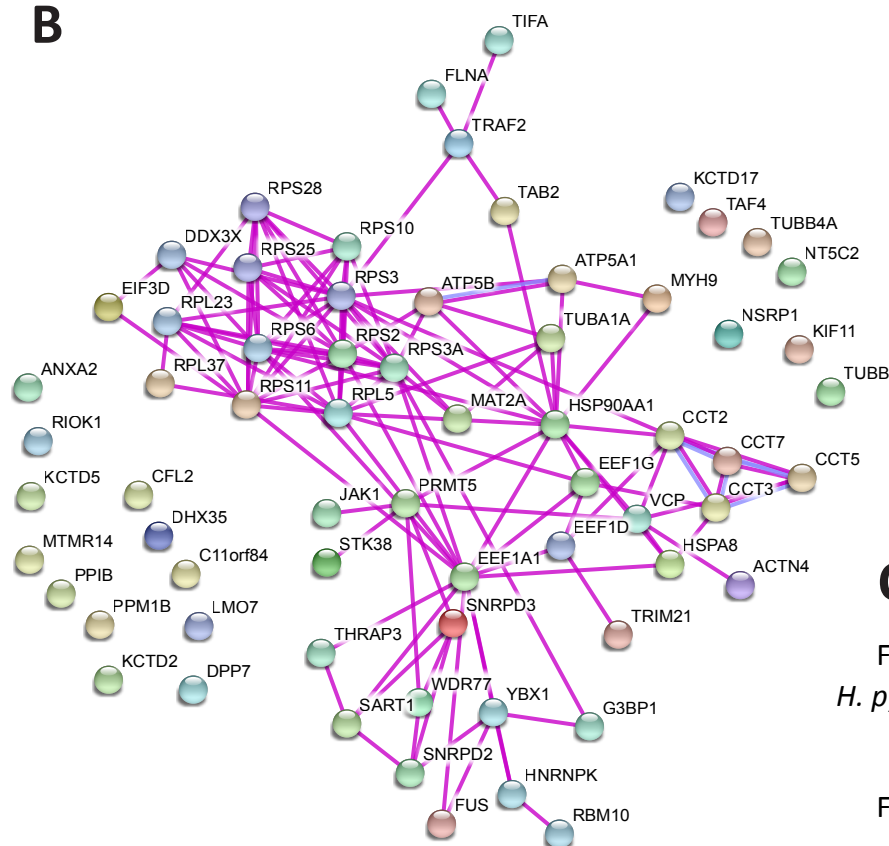 B
TIFA
FLNA
TRAF2
TAB2
KCTD17
TAF4
TUBB4A
NT5C2
RPS28
RPS10
DDX3X
RPS25
RPS3
ATP5B
ATP5A1
MYH9
EIF3D
RPL23
RPS6
RPS2
TUBA1A
NSRP1
KIF11
ANXA2
RPL37
RPS3A
TUBB
RPS11
RPL5
MAT2A
HSP90AA1
CCT2
RIOK1
CCT7
CCT5
KCTD5
CFL2
JAK1
PRMT5
EEF1G
VCP
CCT3
DHX35
STK38
EEF1D
MTMR14
C11orf84
EEF1A1
HSPA8
ACTN4
PPIB
PPM1B
LMO7
SNRPD3
TRIM21
THRAP3
KCTD2
DPP7
WDR77
SART1
YBX1
G3BP1
SNRPD2
HNRNPK
FUS
RBM10
F
H. p
F